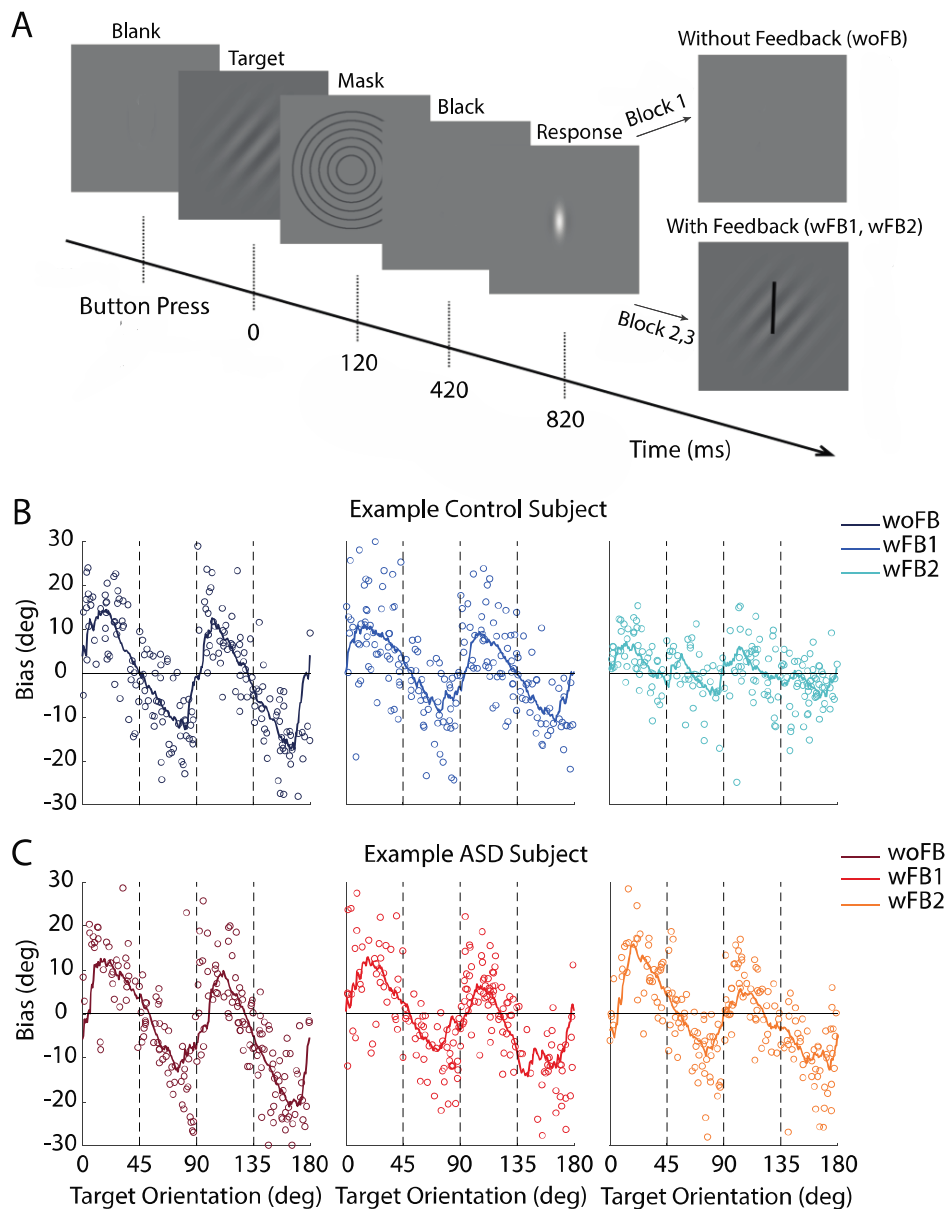 A
Blank
Target
Mask
Black
Response
Block 1
Without Feedback (woFB)
With Feedback (wFB1, wFB2)
Block 2,3
Button Press
0
120
420
820
Time (ms)
B
Example Control Subject
woFB
wFB1
wFB2
Bias (deg)
30
20
10
0
-10
-20
-30
C
Example ASD Subject
woFB
wFB1
wFB2
Bias (deg)
30
20
10
0
-10
-20
-30
0 45 90 135 180 0 45 90 135 180 0 45 90 135 180
Target Orientation (deg) Target Orientation (deg) Target Orientation (deg)